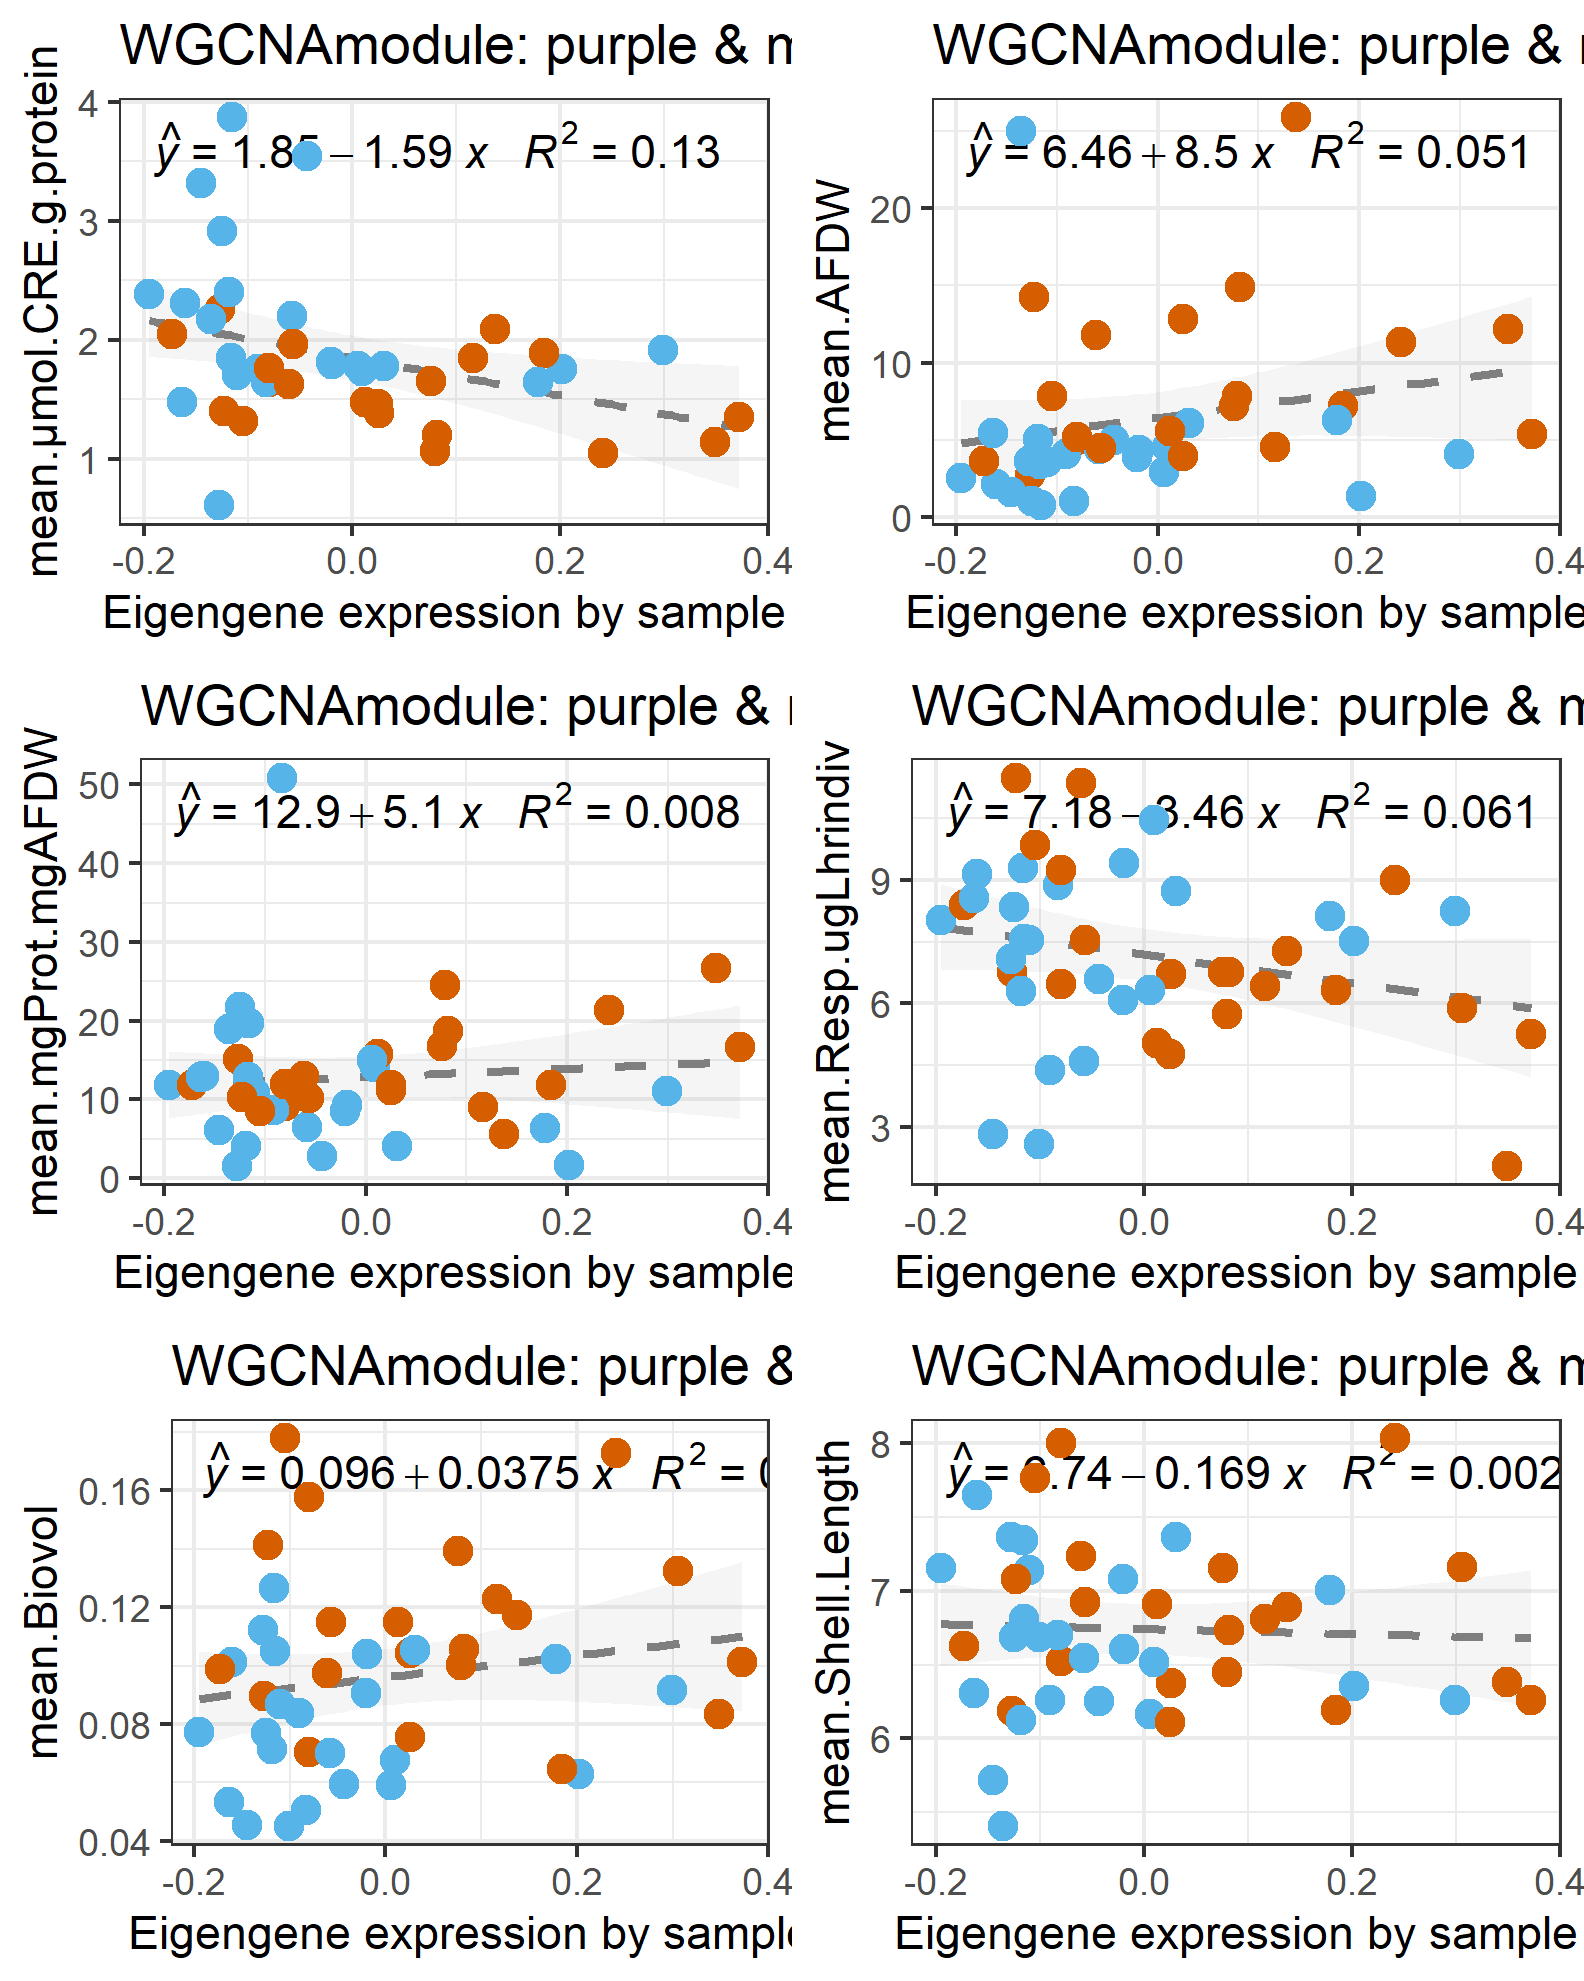 WGCNAmodule: purple & m
mean.µmol.CRE.g.protein
4
3
2
1
ŷ = 1.85 − 1.59 x R² = 0.13
-0.2 0.0 0.2 0.4
Eigengene expression by sample
WGCNAmodule: purple &
mean.AFDW
20
10
0
ŷ = 6.46 + 8.5 x R² = 0.051
-0.2 0.0 0.2 0.4
Eigengene expression by sample
WGCNAmodule: purple &
mean.mgProt.mgAFDW
50
40
30
20
10
0
ŷ = 12.9 + 5.1 x R² = 0.008
-0.2 0.0 0.2 0.4
Eigengene expression by sample
WGCNAmodule: purple & m
mean.Resp.ugLhrindiv
9
6
3
ŷ = 7.18 − 3.46 x R² = 0.061
-0.2 0.0 0.2 0.4
Eigengene expression by sample
WGCNAmodule: purple &
mean.Biovol
0.16
0.12
0.08
0.04
ŷ = 0.096 + 0.0375 x R² = 0
-0.2 0.0 0.2 0.4
Eigengene expression by sample
WGCNAmodule: purple & m
mean.Shell.Length
8
7
6
ŷ = 6.74 − 0.169 x R² = 0.002
-0.2 0.0 0.2 0.4
Eigengene expression by sample